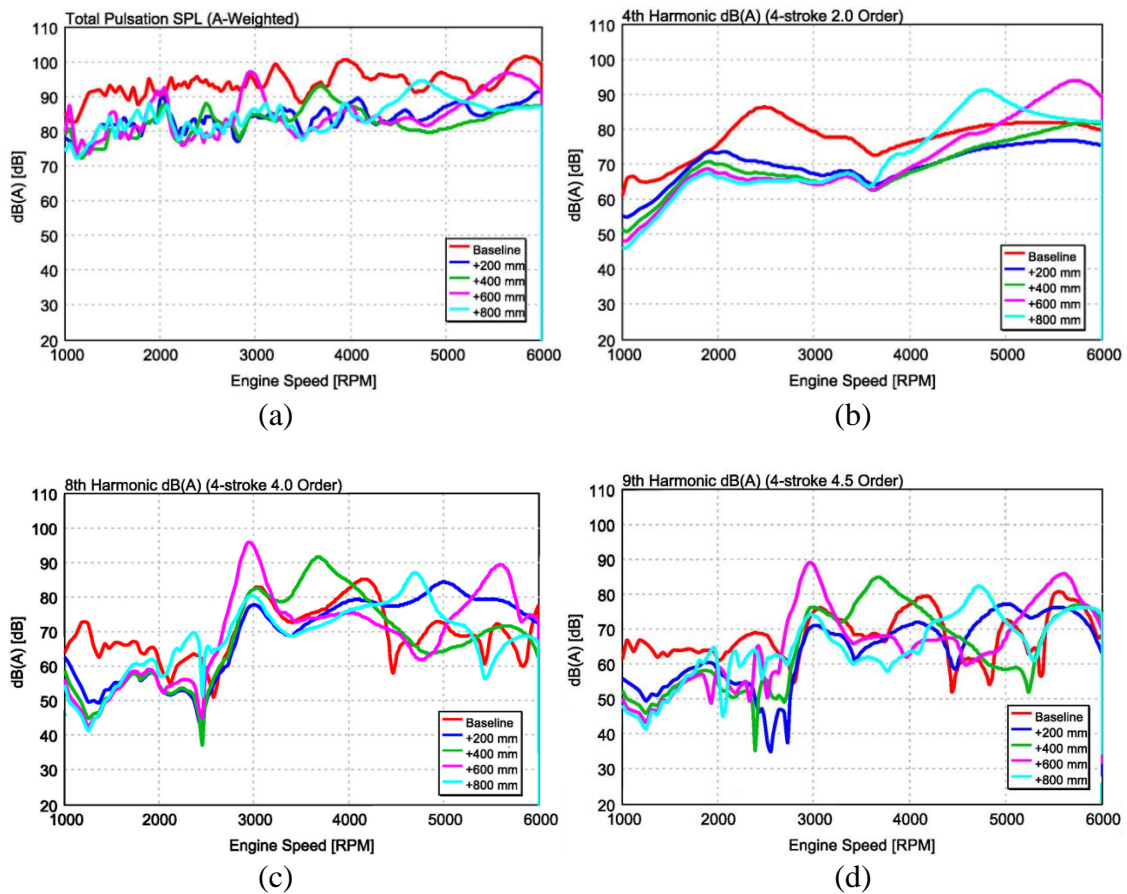 Total Pulsation SPL (A-Weighted)
110
100
90
80
70
60
50
40
30
20
dB(A) [dB]
Baseline
+200 mm
+400 mm
+600 mm
+800 mm
1000 2000 3000 4000 5000 6000
Engine Speed [RPM]
(a)
4th Harmonic dB(A) (4-stroke 2.0 Order)
110
100
90
80
70
60
50
40
30
20
dB(A) [dB]
Baseline
+200 mm
+400 mm
+600 mm
+800 mm
1000 2000 3000 4000 5000 6000
Engine Speed [RPM]
(b)
8th Harmonic dB(A) (4-stroke 4.0 Order)
110
100
90
80
70
60
50
40
30
20
dB(A) [dB]
Baseline
+200 mm
+400 mm
+600 mm
+800 mm
1000 2000 3000 4000 5000 6000
Engine Speed [RPM]
(c)
9th Harmonic dB(A) (4-stroke 4.5 Order)
110
100
90
80
70
60
50
40
30
20
dB(A) [dB]
Baseline
+200 mm
+400 mm
+600 mm
+800 mm
1000 2000 3000 4000 5000 6000
Engine Speed [RPM]
(d)